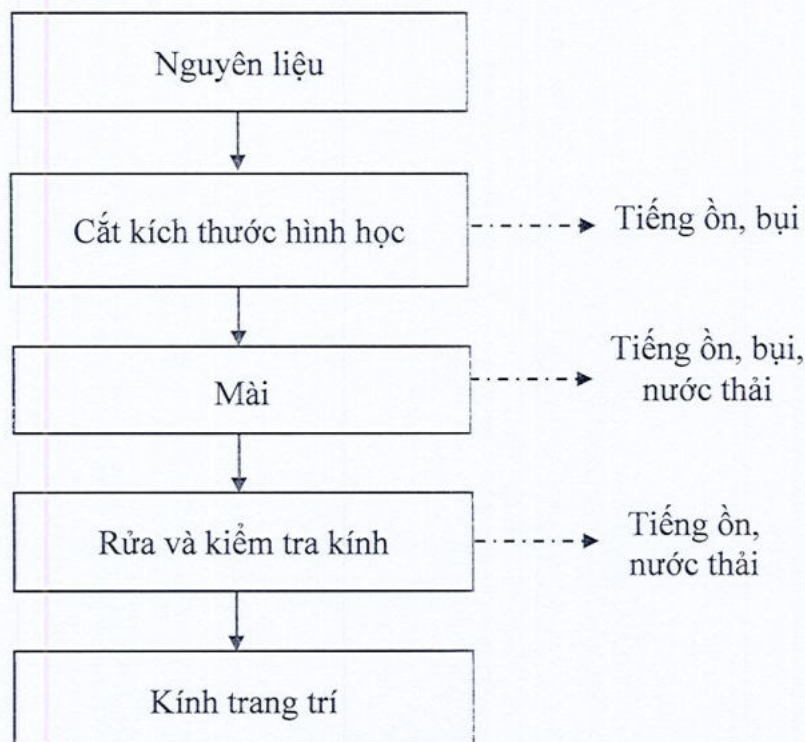 Nguyên liệu
Cắt kích thước hình học
Tiếng ồn, bụi
Mài
Tiếng ồn, bụi,
nước thải
Rửa và kiểm tra kính
Tiếng ồn,
nước thải
Kính trang trí